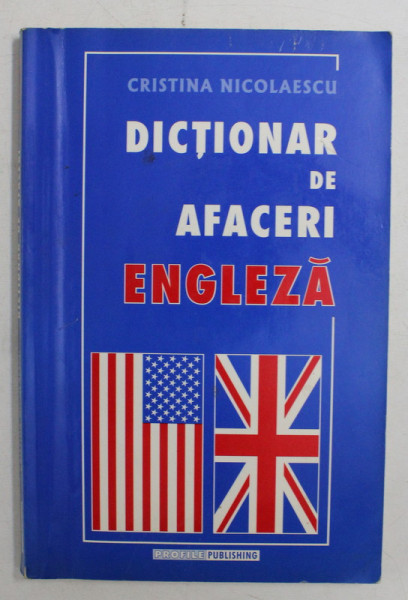 CRISTINA NICOLAESCU
DICȚIONAR
DE
AFACERI
ENGLEZĂ
PROFILE PUBLISHING